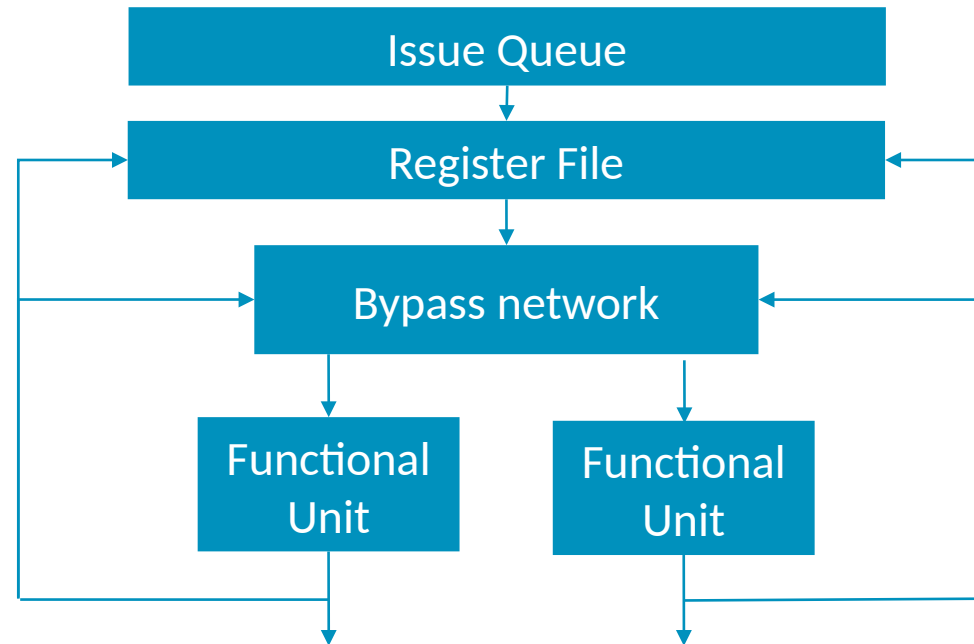 Issue Queue
Register File
Bypass network
Functional
Unit
Functional
Unit